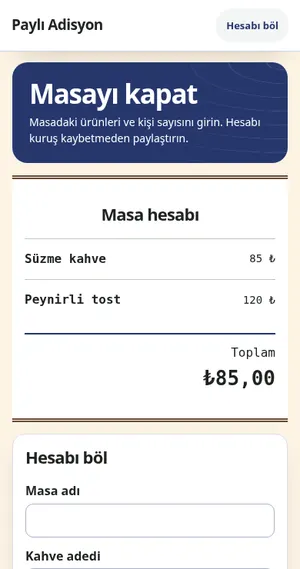 Paylı Adisyon
Hesabı böl
Masayı kapat
Masadaki ürünleri ve kişi sayısını girin. Hesabı
kuruş kaybetmeden paylaştırın.
Masa hesabı
Süzme kahve
85 ₺
Peynirli tost
120 ₺
Toplam
₺85,00
Hesabı böl
Masa adı
Kahve adedi